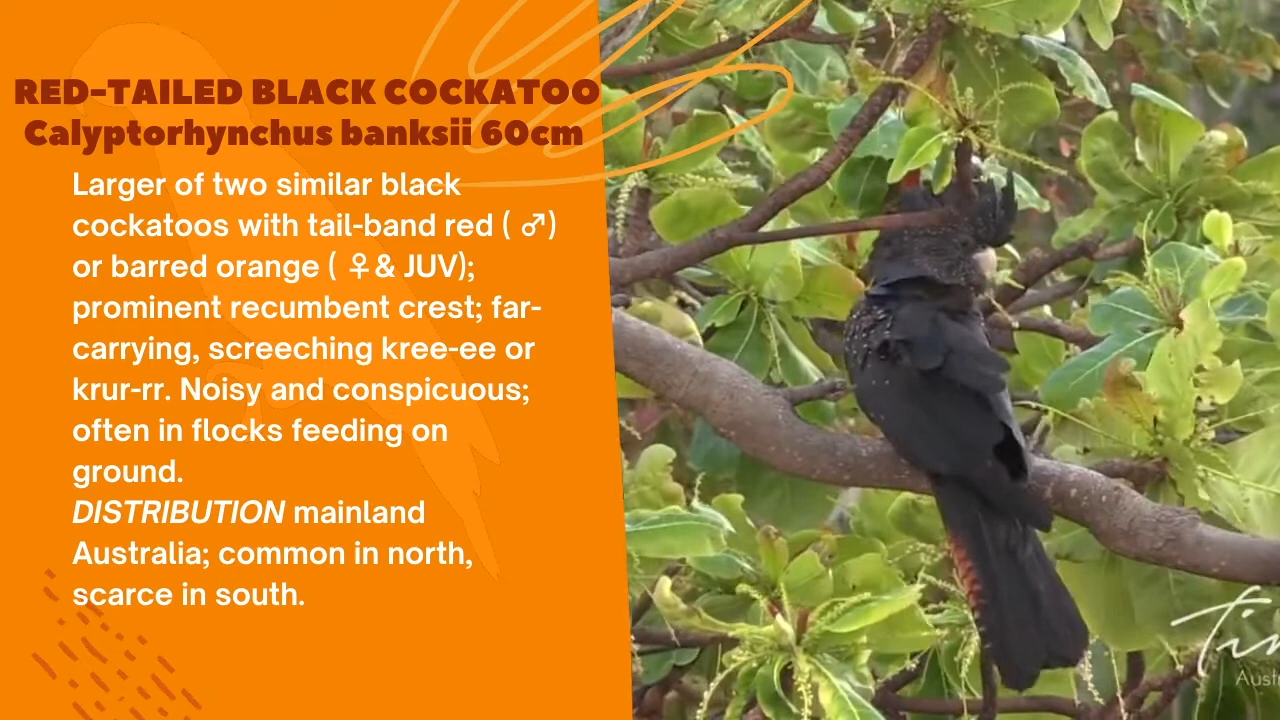 RED-TAILED BLACK COCKATOO
Calyptorhynchus banksii 60cm
Larger of two similar black
cockatoos with tail-band red ( ♂)
or barred orange ( ♀& JUV);
prominent recumbent crest; far-
carrying, screeching kree-ee or
krur-rr. Noisy and conspicuous;
often in flocks feeding on
ground.
DISTRIBUTION mainland
Australia; common in north,
scarce in south.